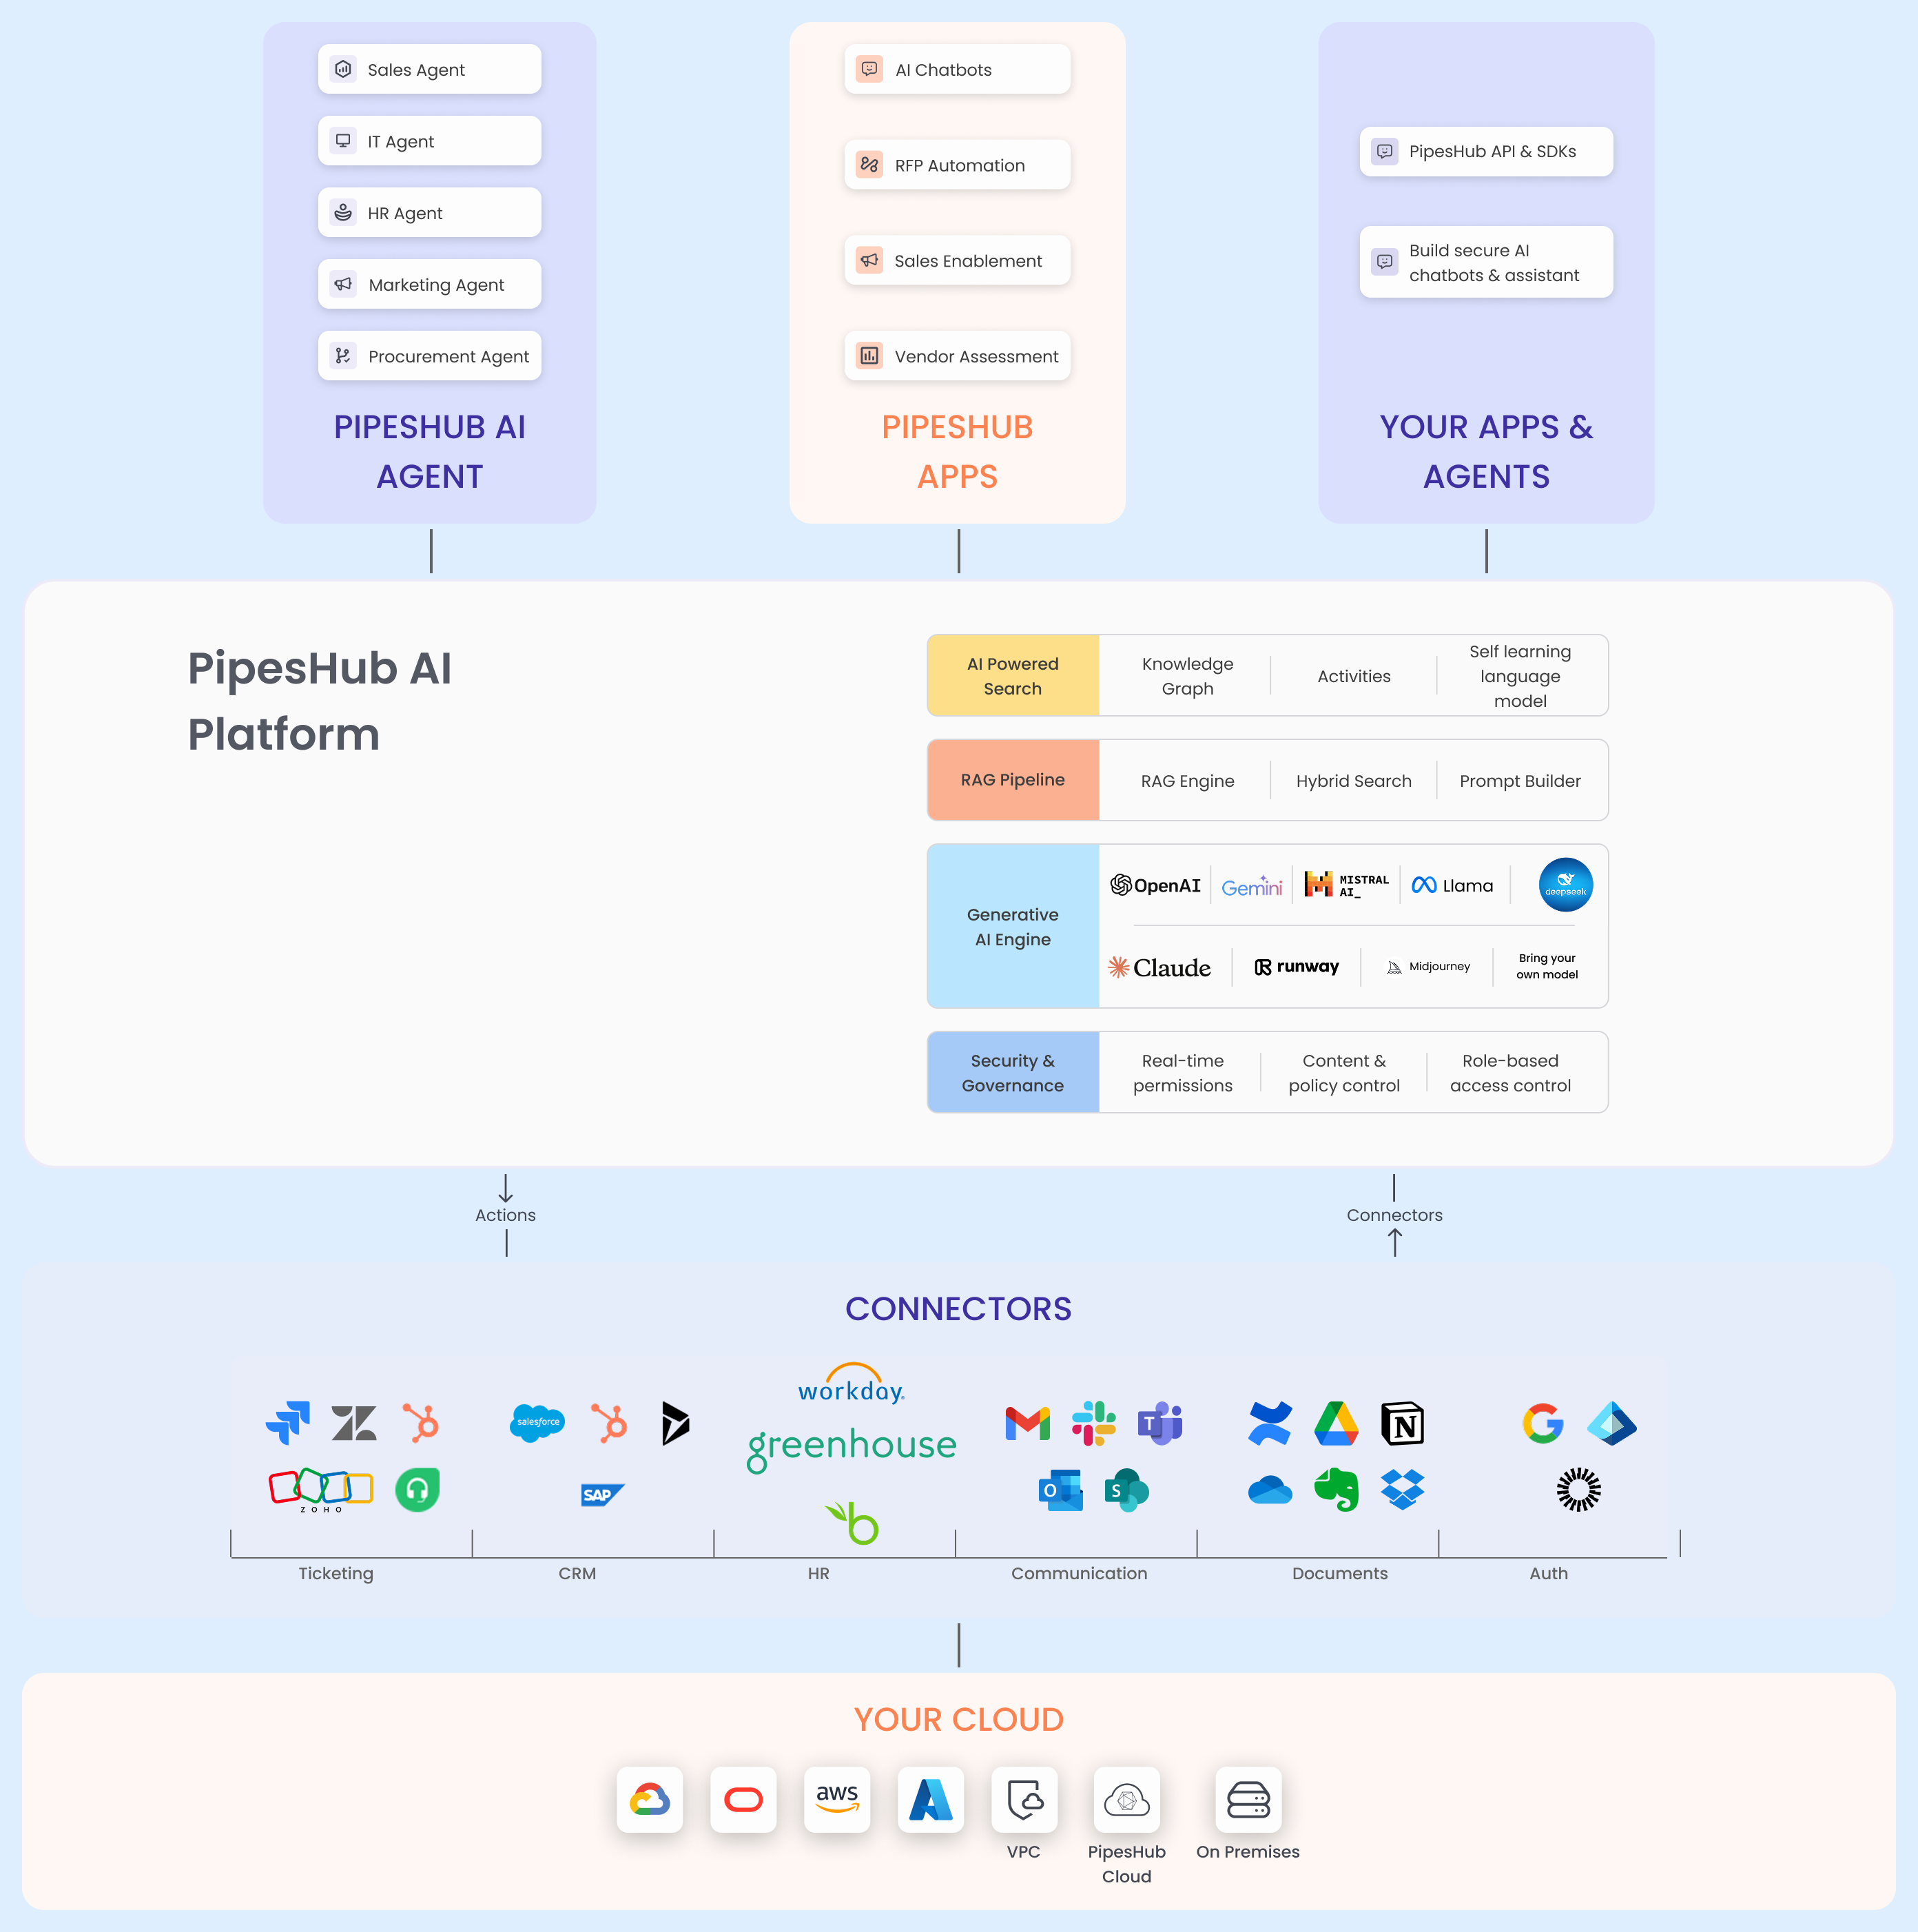 Sales Agent
IT Agent
HR Agent
Marketing Agent
Procurement Agent
PIPESHUB AI
AGENT
AI Chatbots
RFP Automation
Sales Enablement
Vendor Assessment
PIPESHUB
APPS
PipesHub API & SDKs
Build secure AI
chatbots & assistant
YOUR APPS &
AGENTS
PipesHub AI
Platform
AI Powered
Search
Knowledge
Graph
Activities
Self learning
language
model
RAG Pipeline
RAG Engine
Hybrid Search
Prompt Builder
Generative
AI Engine
OpenAI
Gemini
MISTRAL
AI_
Llama
deepseek
Claude
runway
Midjourney
Bring your
own model
Security &
Governance
Real-time
permissions
Content &
policy control
Role-based
access control
Actions
Connectors
CONNECTORS
ZOHO
salesforce
SAP
workday.
greenhouse
b
T
O
S
N
Ticketing
CRM
HR
Communication
Documents
Auth
YOUR CLOUD
aws
VPC
PipesHub
Cloud
On Premises